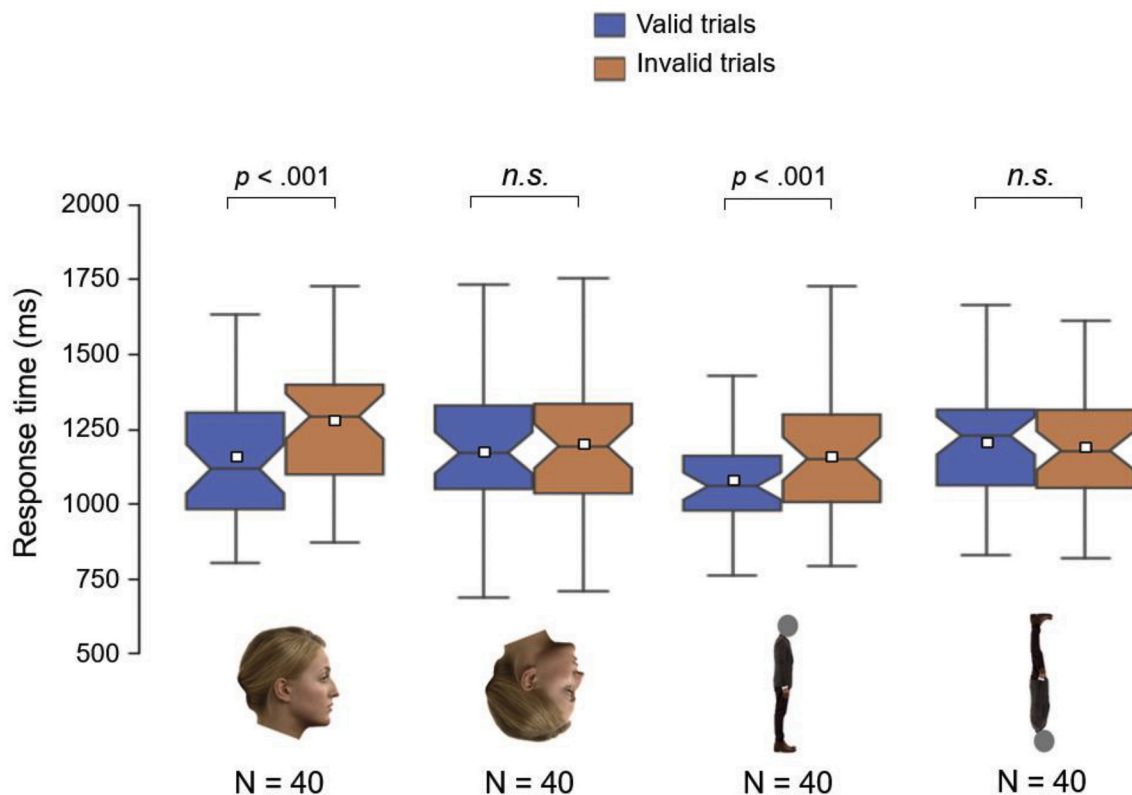 Valid trials
Invalid trials
p < .001
n.s.
p < .001
n.s.
Response time (ms)
2000
1750
1500
1250
1000
750
500
N = 40
N = 40
N = 40
N = 40